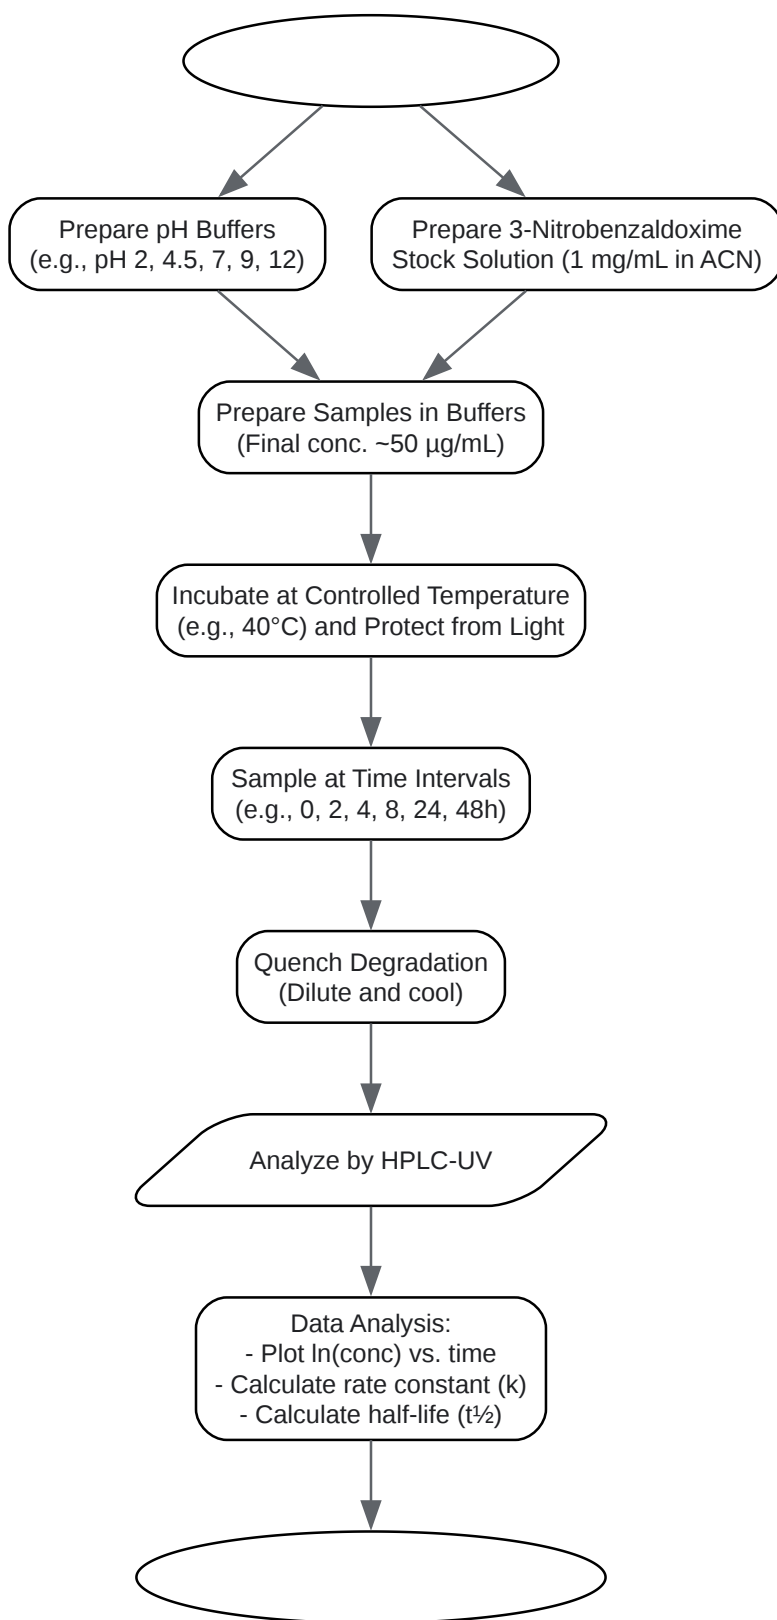 Prepare pH Buffers
(e.g., pH 2, 4.5, 7, 9, 12)
Prepare 3-Nitrobenzaldoxime
Stock Solution (1 mg/mL in ACN)
Prepare Samples in Buffers
(Final conc. ~50 µg/mL)
Incubate at Controlled Temperature
(e.g., 40°C) and Protect from Light
Sample at Time Intervals
(e.g., 0, 2, 4, 8, 24, 48h)
Quench Degradation
(Dilute and cool)
Analyze by HPLC-UV
Data Analysis:
- Plot ln(conc) vs. time
- Calculate rate constant (k)
- Calculate half-life (t½)